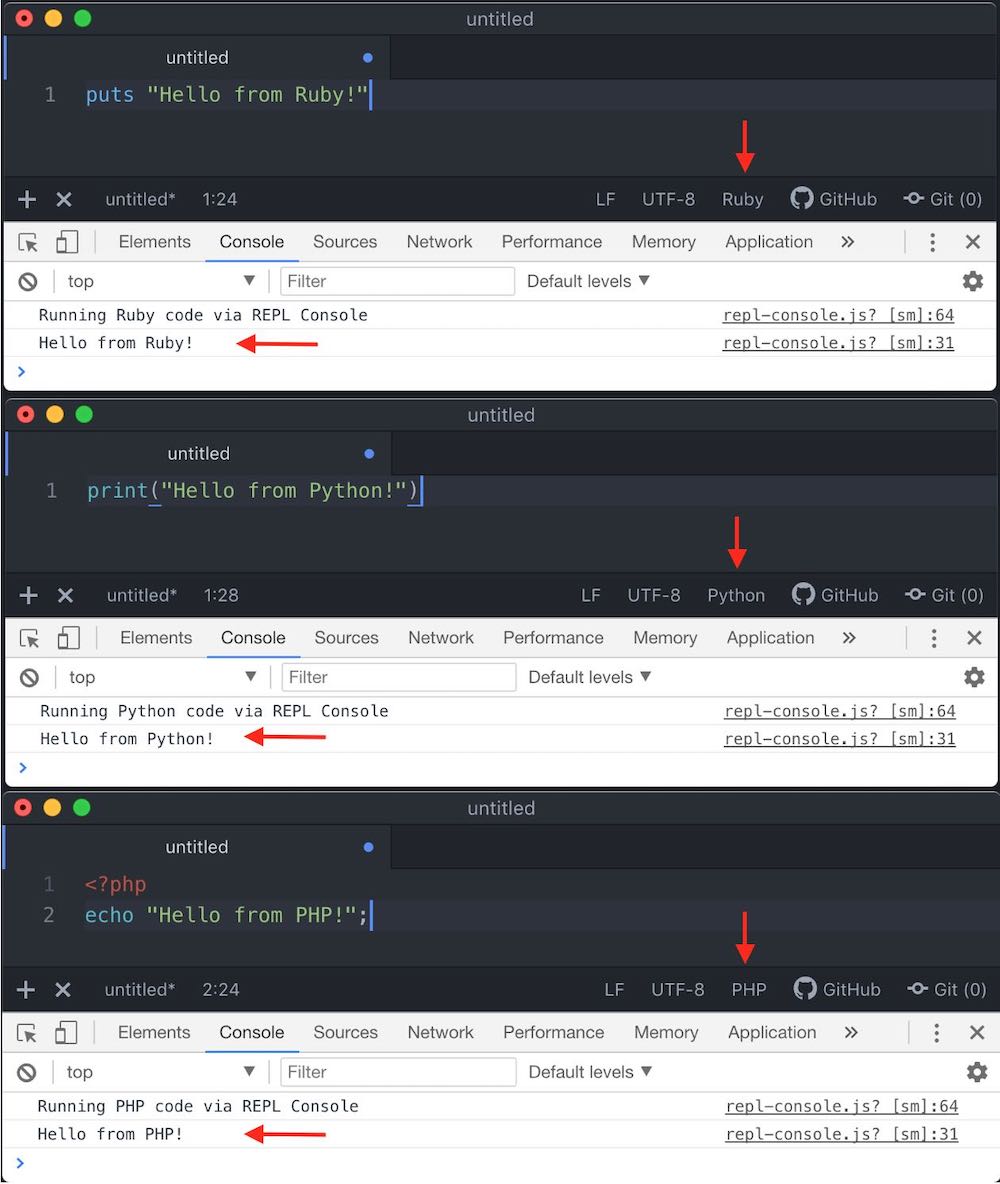 untitled
untitled
1 puts "Hello from Ruby!"
untitled* 1:24 LF UTF-8 Ruby GitHub Git (0)
Elements Console Sources Network Performance Memory Application »
top ▼ Filter Default levels ▼
Running Ruby code via REPL Console repl-console.js? [sm]:64
Hello from Ruby! repl-console.js? [sm]:31
>
untitled
untitled
1 print("Hello from Python!")
untitled* 1:28 LF UTF-8 Python GitHub Git (0)
Elements Console Sources Network Performance Memory Application »
top ▼ Filter Default levels ▼
Running Python code via REPL Console repl-console.js? [sm]:64
Hello from Python! repl-console.js? [sm]:31
>
untitled
untitled
1 <?php
2 echo "Hello from PHP!";
untitled* 2:24 LF UTF-8 PHP GitHub Git (0)
Elements Console Sources Network Performance Memory Application »
top ▼ Filter Default levels ▼
Running PHP code via REPL Console repl-console.js? [sm]:64
Hello from PHP! repl-console.js? [sm]:31
>